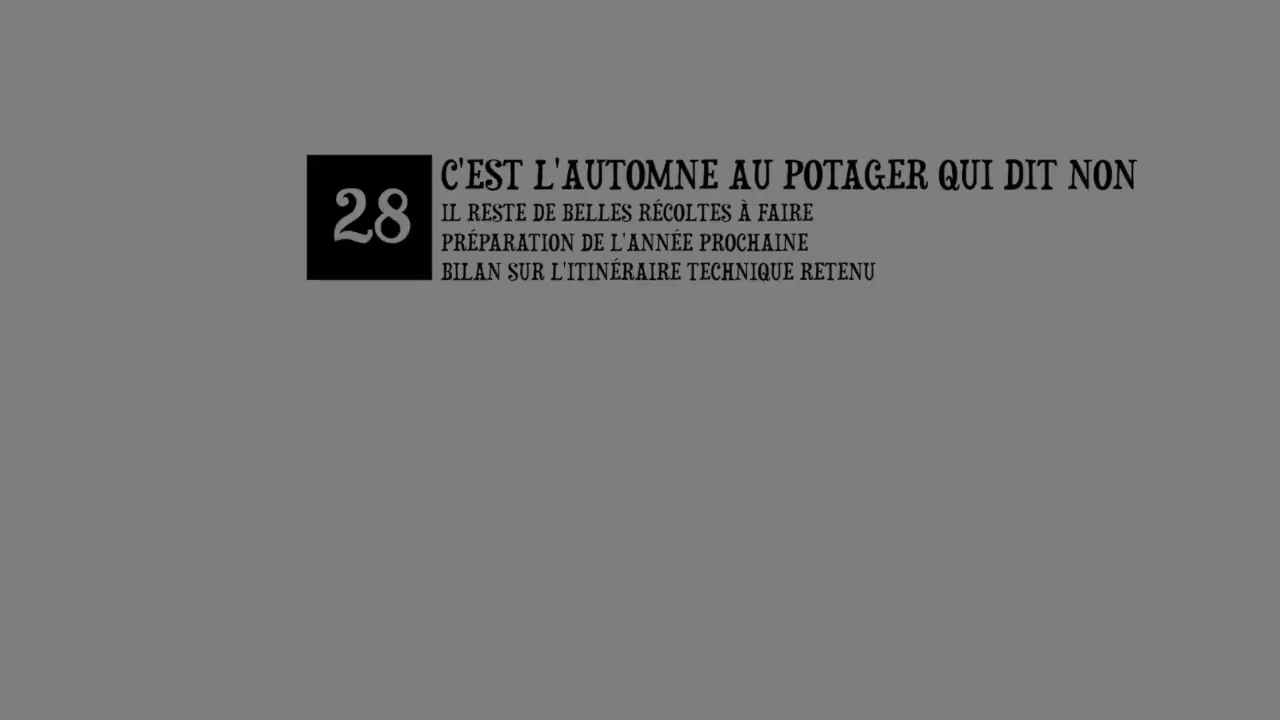 28
C'EST L'AUTOMNE AU POTAGER QUI DIT NON
IL RESTE DE BELLES RÉCOLTES À FAIRE
PRÉPARATION DE L'ANNÉE PROCHAINE
BILAN SUR L'ITINÉRAIRE TECHNIQUE RETENU